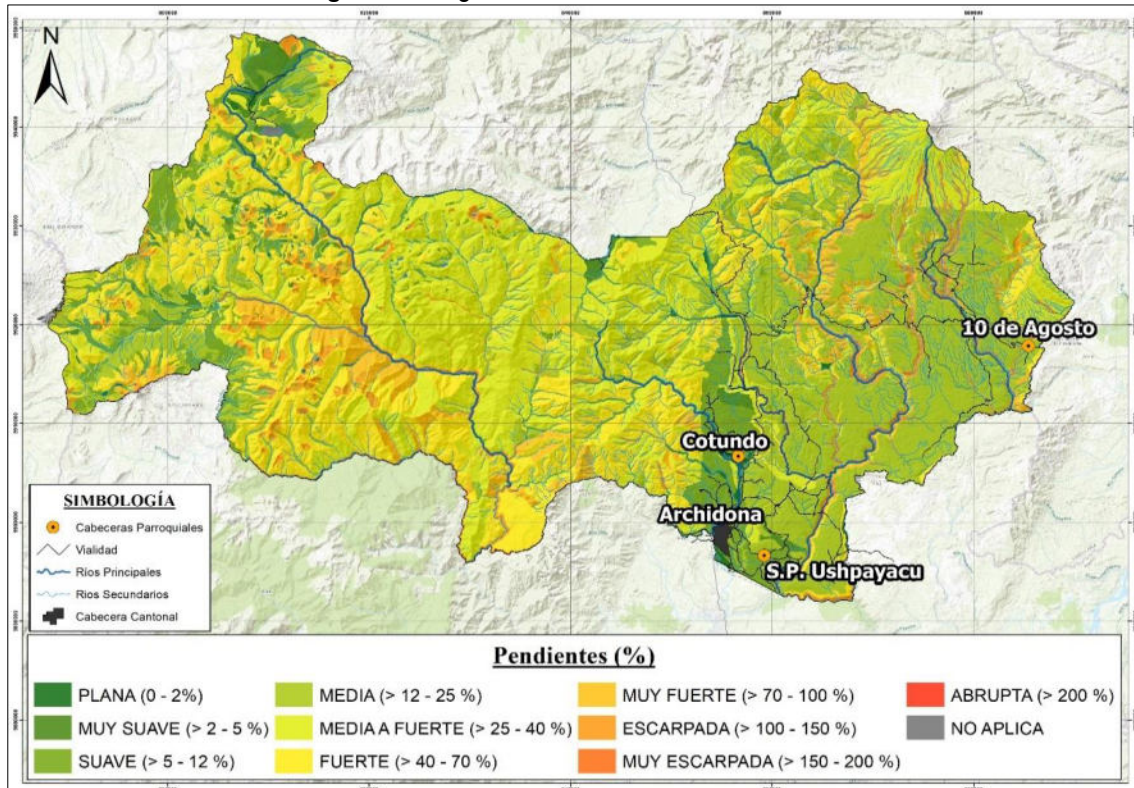 N
10 de Agosto
Cotundo
Archidona
S.P. Ushpayacu
SIMBOLOGÍA
Cabeceras Parroquiales
Vialidad
Ríos Principales
Rios Secundarios
Cabecera Cantonal
Pendientes (%)
PLANA (0 - 2%)
MUY SUAVE (> 2 - 5 %)
SUAVE (> 5 - 12 %)
MEDIA (> 12 - 25 %)
MEDIA A FUERTE (> 25 - 40 %)
FUERTE (> 40 - 70 %)
MUY FUERTE (> 70 - 100 %)
ESCARPADA (> 100 - 150 %)
MUY ESCARPADA (> 150 - 200 %)
ABRUPTA (> 200 %)
NO APLICA